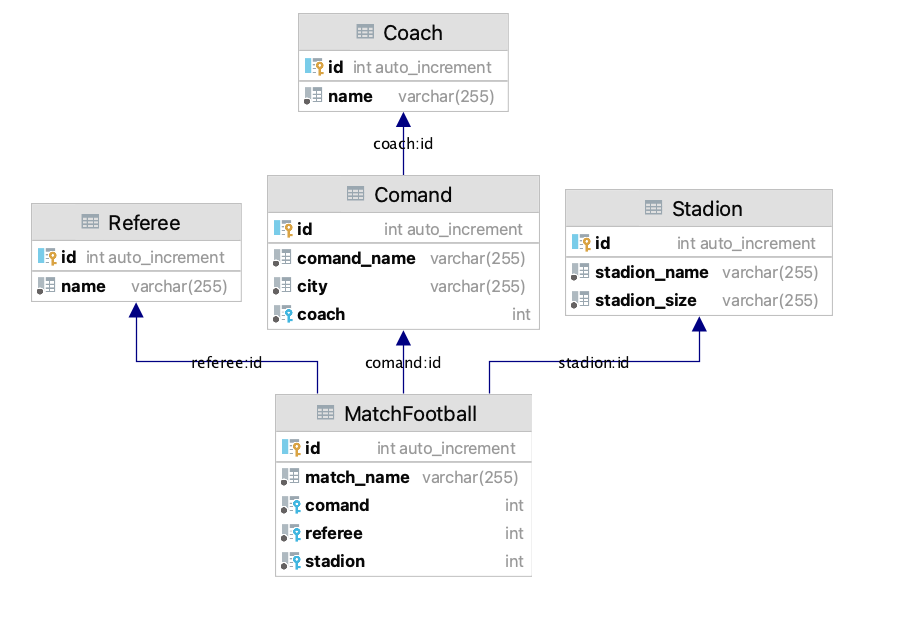 Coach
id int auto_increment
name varchar(255)
coach:id
Comand
id int auto_increment
comand_name varchar(255)
city varchar(255)
coach int
Referee
id int auto_increment
name varchar(255)
Stadion
id int auto_increment
stadion_name varchar(255)
stadion_size varchar(255)
referee:id
comand:id
stadion:id
MatchFootball
id int auto_increment
match_name varchar(255)
comand int
referee int
stadion int